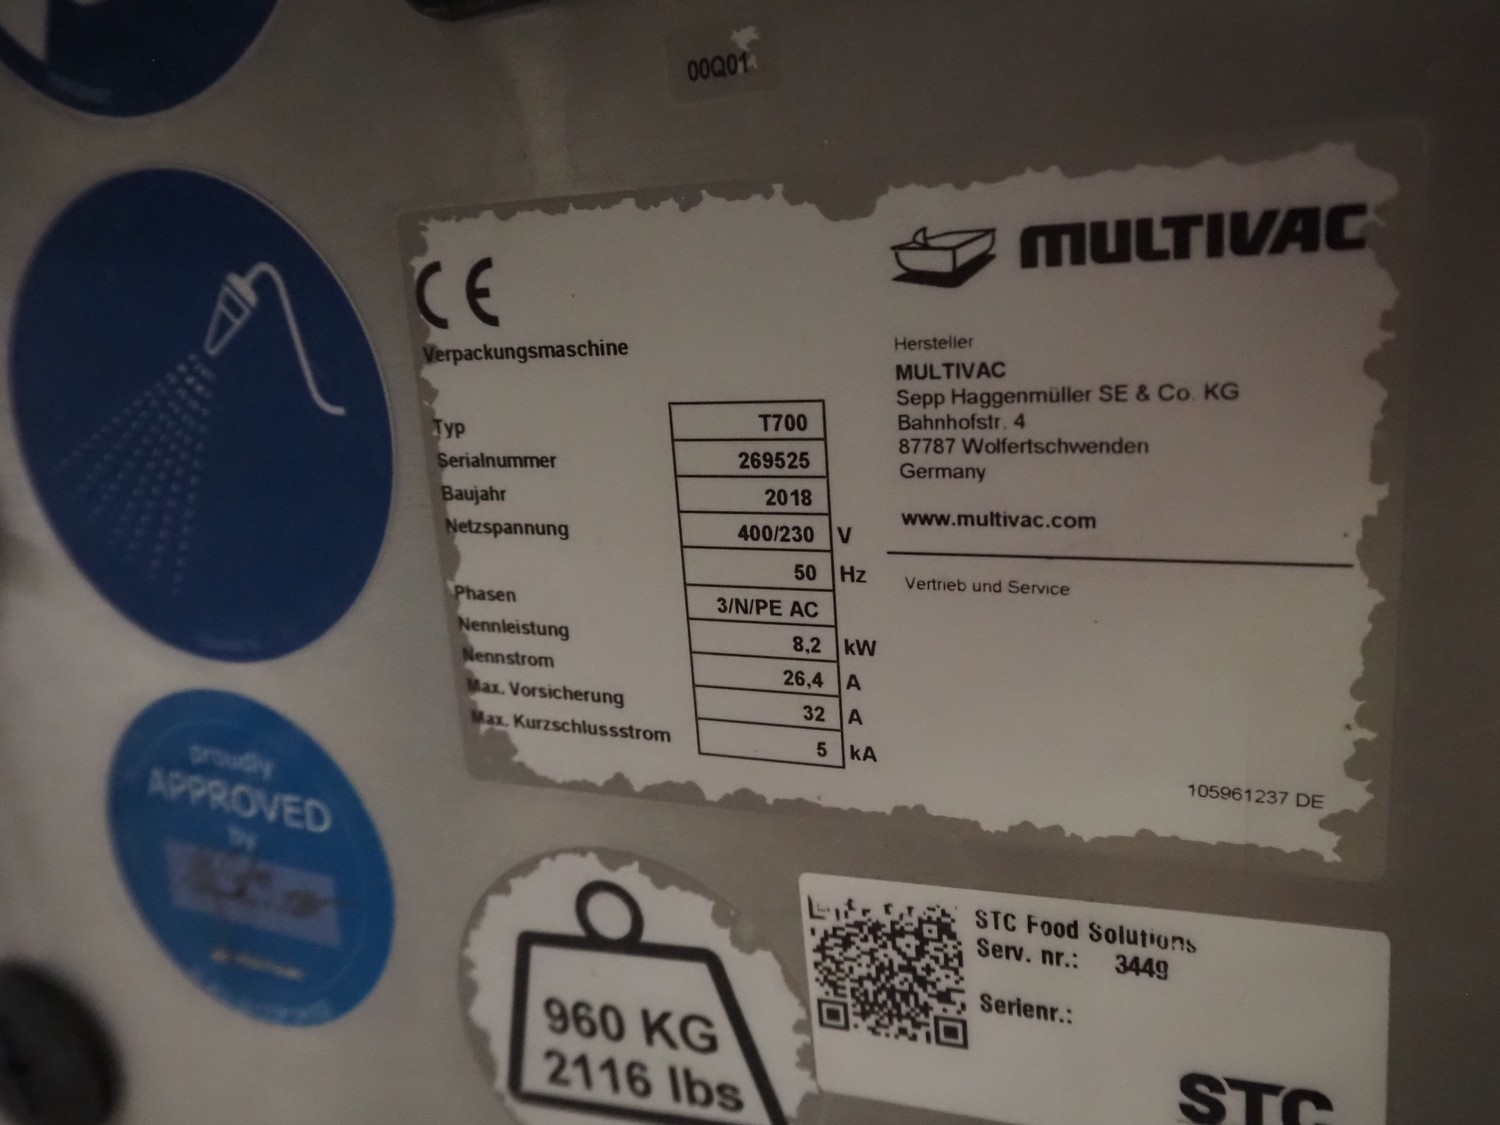 00Q01
CE
MULTIVAC
Verpackungsmaschine
Typ T700
Serialnummer 269525
Baujahr 2018
Netzspannung 400/230 V
50 Hz
Phasen 3/N/PE AC
Nennleistung 8,2 kW
Nennstrom 26,4 A
Max. Vorsicherung 32 A
Max. Kurzschlussstrom 5 kA
Hersteller
MULTIVAC
Sepp Haggenmüller SE & Co. KG
Bahnhofstr. 4
87787 Wolfertschwenden
Germany
www.multivac.com
Vertrieb und Service
105961237 DE
proudly
APPROVED
by
960 KG
2116 lbs
STC Food Solutions
Serv. nr.: 3449
Serienr.:
STC